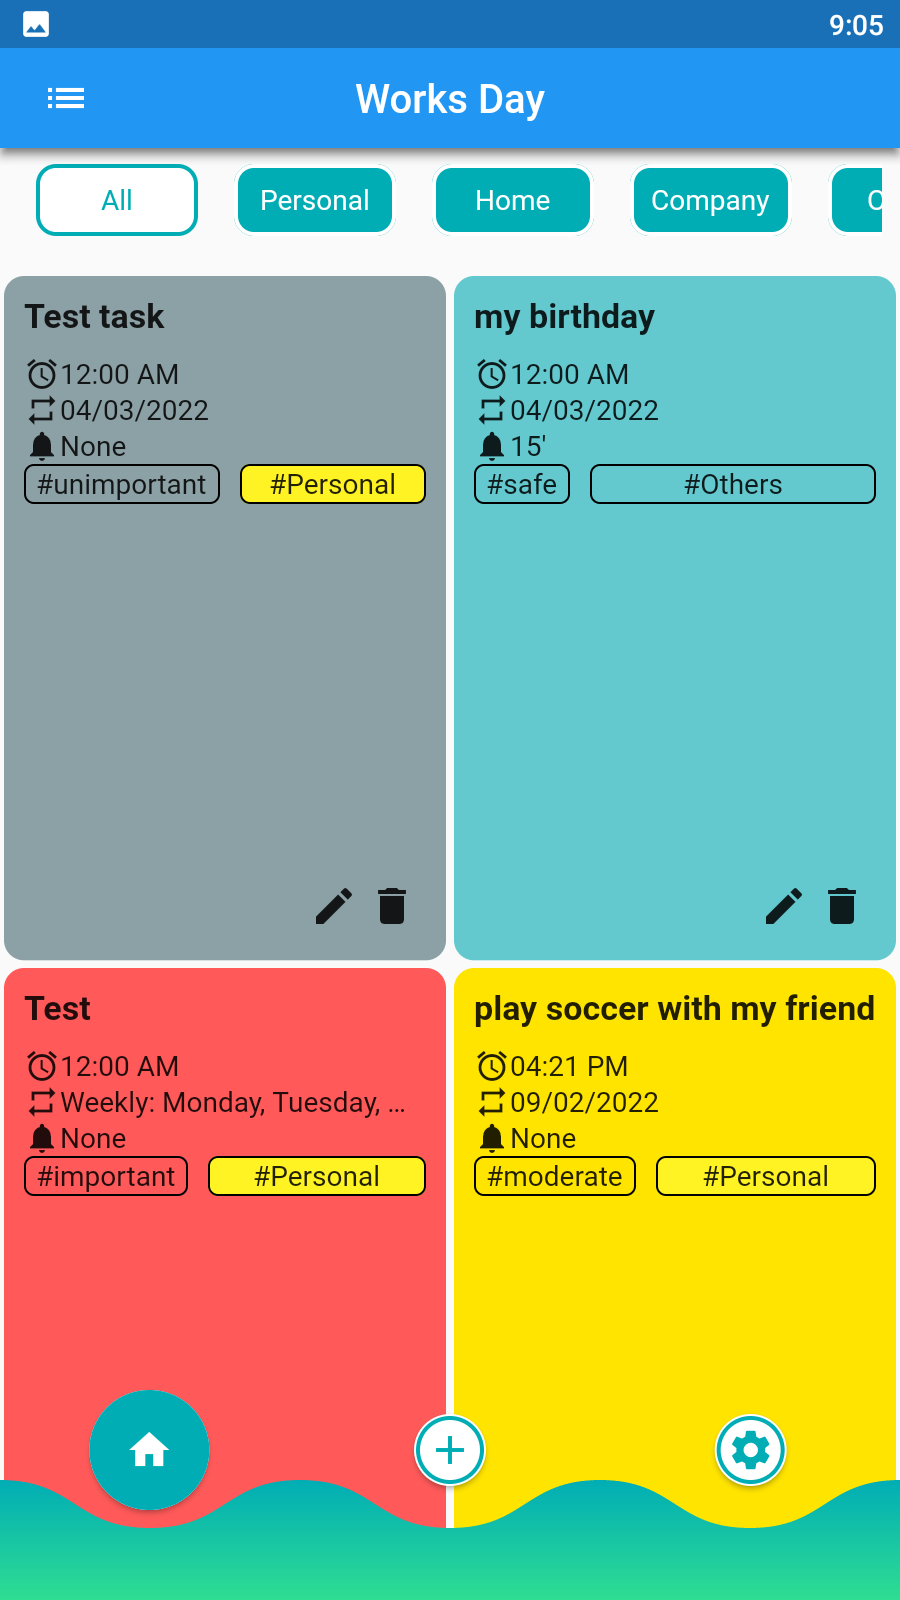 9:05
Works Day
All
Personal
Home
Company
Test task
12:00 AM
04/03/2022
None
#unimportant #Personal
my birthday
12:00 AM
04/03/2022
15'
#safe #Others
Test
12:00 AM
Weekly: Monday, Tuesday, ...
None
#important #Personal
play soccer with my friend
04:21 PM
09/02/2022
None
#moderate #Personal